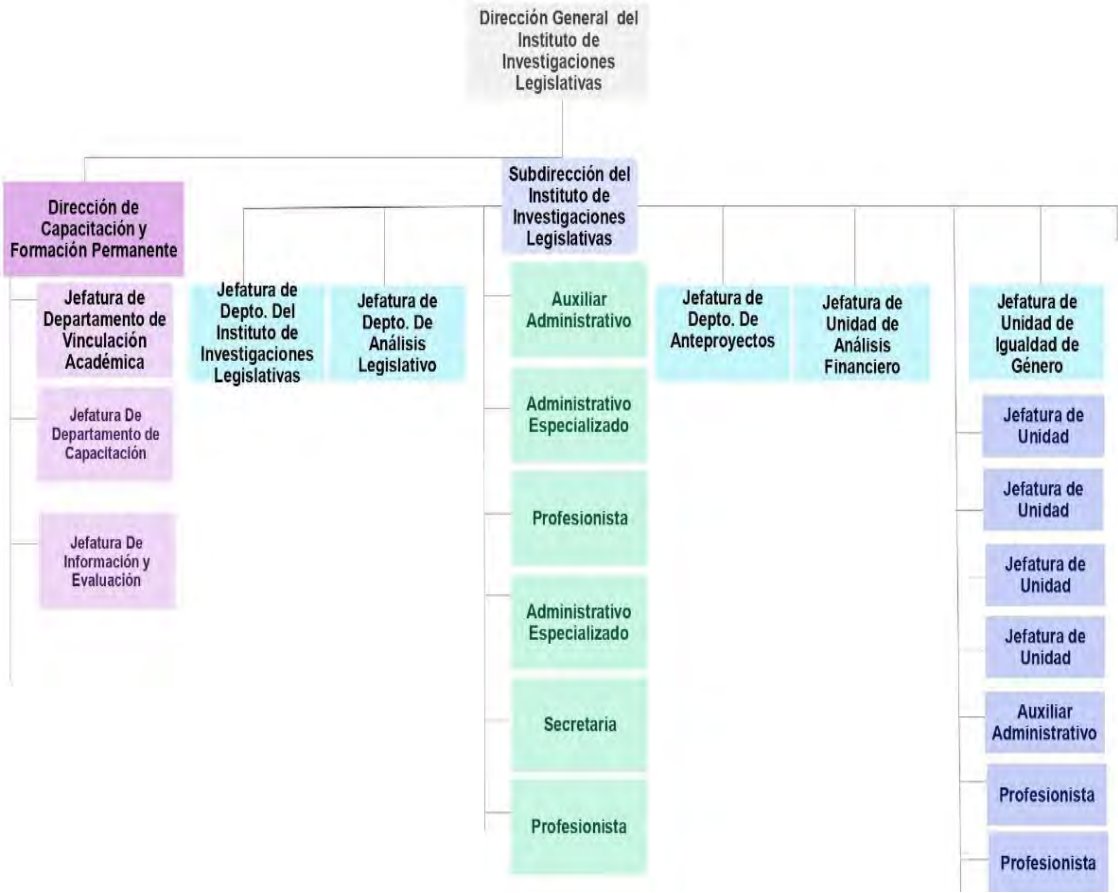 Dirección General del
Instituto de
Investigaciones
Legislativas
Subdirección del
Instituto de
Investigaciones
Legislativas
Dirección de
Capacitación y
Formación Permanente
Jefatura de
Departamento de
Vinculación
Académica
Jefatura De
Departamento de
Capacitación
Jefatura De
Información y
Evaluación
Jefatura de
Depto. Del
Instituto de
Investigaciones
Legislativas
Jefatura de
Depto. De
Análisis
Legislativo
Auxiliar
Administrativo
Administrativo
Especializado
Profesionista
Administrativo
Especializado
Secretaria
Profesionista
Jefatura de
Depto. De
Anteproyectos
Jefatura de
Unidad de
Análisis
Financiero
Jefatura de
Unidad de
Igualdad de
Género
Jefatura de
Unidad
Jefatura de
Unidad
Jefatura de
Unidad
Jefatura de
Unidad
Auxiliar
Administrativo
Profesionista
Profesionista